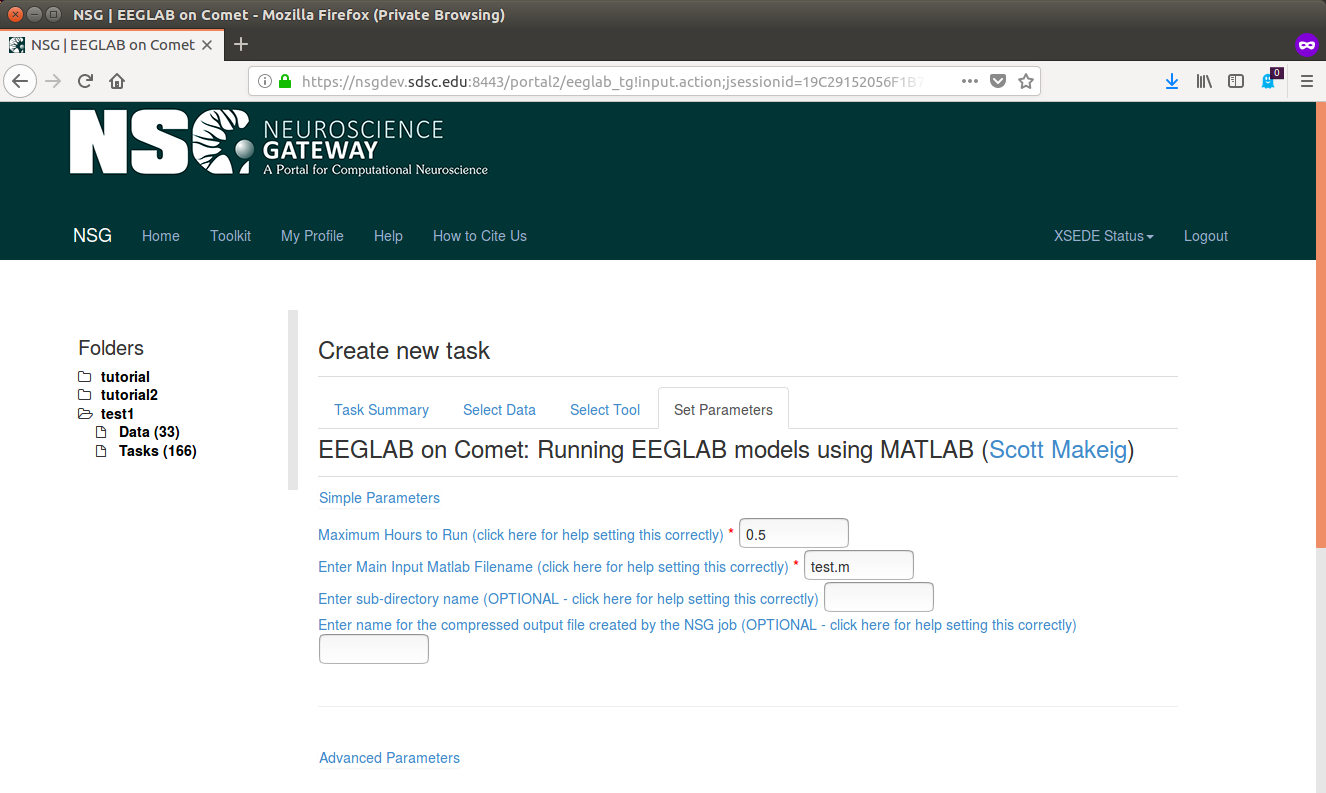 NSG | EEGLAB on Comet - Mozilla Firefox (Private Browsing)
NSG | EEGLAB on Comet
https://nsgdev.sdsc.edu:8443/portal2/eeglab_tg!input.action;jsessionid=19C29152056F1B7
0
NSG NEUROSCIENCE
GATEWAY
A Portal for Computational Neuroscience
NSG Home Toolkit My Profile Help How to Cite Us XSEDE Status Logout
Folders
tutorial
tutorial2
test1
Data (33)
Tasks (166)
Create new task
Task Summary Select Data Select Tool Set Parameters
EEGLAB on Comet: Running EEGLAB models using MATLAB (Scott Makeig)
Simple Parameters
Maximum Hours to Run (click here for help setting this correctly) * 0.5
Enter Main Input Matlab Filename (click here for help setting this correctly) * test.m
Enter sub-directory name (OPTIONAL - click here for help setting this correctly)
Enter name for the compressed output file created by the NSG job (OPTIONAL - click here for help setting this correctly)
Advanced Parameters